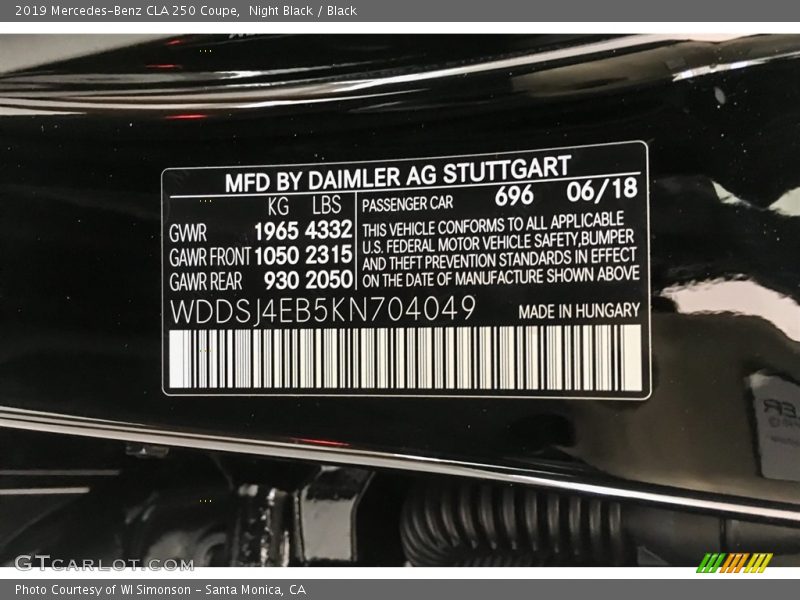 2019 Mercedes-Benz CLA 250 Coupe,  Night Black / Black
MFD BY DAIMLER AG STUTTGART
KG LBS
GWR 1965 4332
GAWR FRONT 1050 2315
GAWR REAR 930 2050
PASSENGER CAR 696 06/18
THIS VEHICLE CONFORMS TO ALL APPLICABLE
U.S. FEDERAL MOTOR VEHICLE SAFETY,BUMPER
AND THEFT PREVENTION STANDARDS IN EFFECT
ON THE DATE OF MANUFACTURE SHOWN ABOVE
WDDSJ4EB5KN704049 MADE IN HUNGARY
GTCARLOT.COM
Photo Courtesy of WI Simonson - Santa Monica, CA